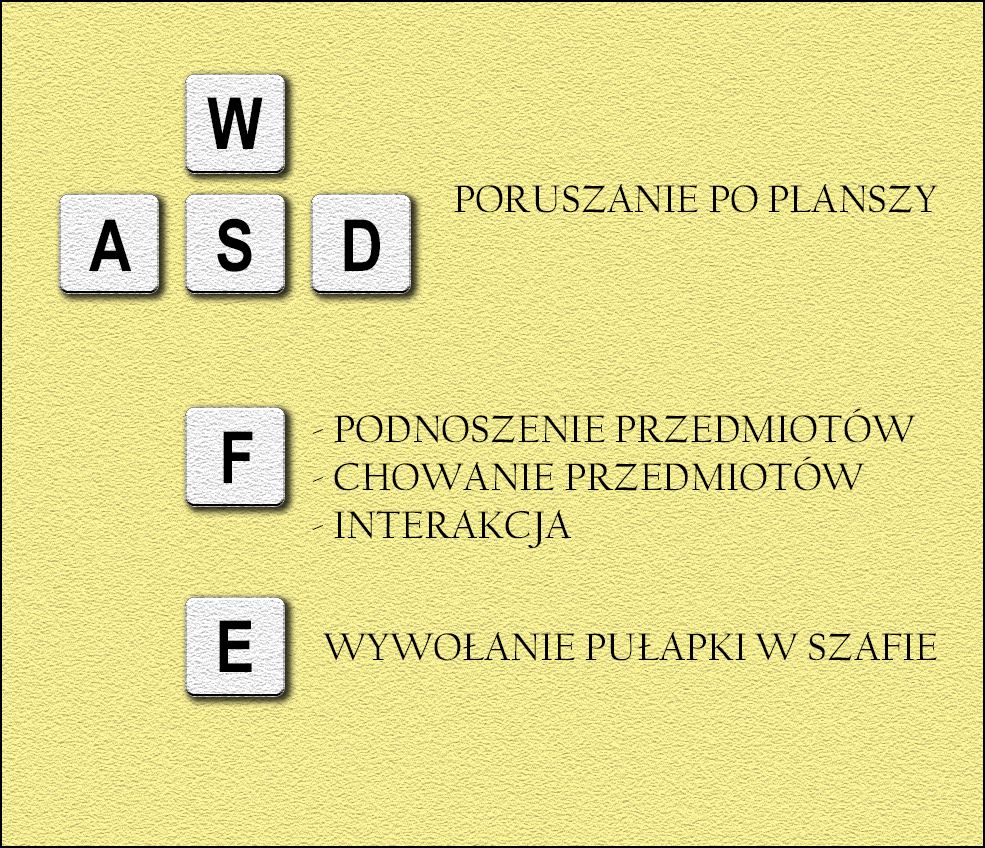 W
A S D
PORUSZANIE PO PLANSZY
F
- PODNOSZENIE PRZEDMIOTÓW
- CHOWANIE PRZEDMIOTÓW
- INTERAKCJA
E
WYWOŁANIE PUŁAPKI W SZAFIE